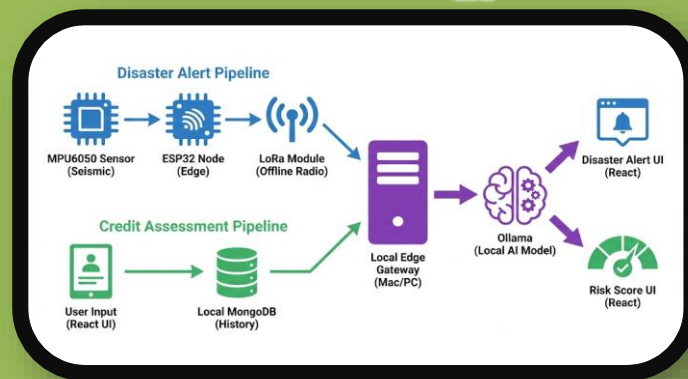 Disaster Alert Pipeline
MPU6050 Sensor
(Seismic)
ESP32 Node
(Edge)
LoRa Module
(Offline Radio)
Credit Assessment Pipeline
User Input
(React UI)
Local MongoDB
(History)
Local Edge
Gateway
(Mac/PC)
Ollama
(Local AI Model)
Disaster Alert UI
(React)
Risk Score UI
(React)